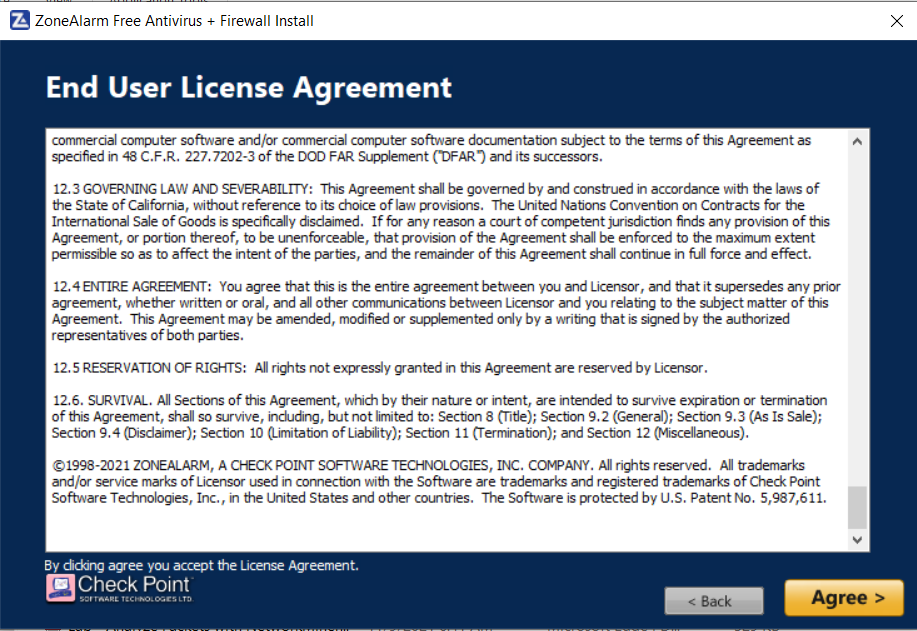 ZoneAlarm Free Antivirus + Firewall Install
End User License Agreement
commercial computer software and/or commercial computer software documentation subject to the terms of this Agreement as
specified in 48 C.F.R. 227.7202-3 of the DOD FAR Supplement ("DFAR") and its successors.
12.3 GOVERNING LAW AND SEVERABILITY:  This Agreement shall be governed by and construed in accordance with the laws of
the State of California, without reference to its choice of law provisions.  The United Nations Convention on Contracts for the
International Sale of Goods is specifically disclaimed.  If for any reason a court of competent jurisdiction finds any provision of this
Agreement, or portion thereof, to be unenforceable, that provision of the Agreement shall be enforced to the maximum extent
permissible so as to affect the intent of the parties, and the remainder of this Agreement shall continue in full force and effect.
12.4 ENTIRE AGREEMENT:  You agree that this is the entire agreement between you and Licensor, and that it supersedes any prior
agreement, whether written or oral, and all other communications between Licensor and you relating to the subject matter of this
Agreement.  This Agreement may be amended, modified or supplemented only by a writing that is signed by the authorized
representatives of both parties.
12.5 RESERVATION OF RIGHTS:  All rights not expressly granted in this Agreement are reserved by Licensor.
12.6. SURVIVAL. All Sections of this Agreement, which by their nature or intent, are intended to survive expiration or termination
of this Agreement, shall so survive, including, but not limited to: Section 8 (Title); Section 9.2 (General); Section 9.3 (As Is Sale);
Section 9.4 (Disclaimer); Section 10 (Limitation of Liability); Section 11 (Termination); and Section 12 (Miscellaneous).
©1998-2021 ZONEALARM, A CHECK POINT SOFTWARE TECHNOLOGIES, INC. COMPANY. All rights reserved.  All trademarks
and/or service marks of Licensor used in connection with the Software are trademarks and registered trademarks of Check Point
Software Technologies, Inc., in the United States and other countries.  The Software is protected by U.S. Patent No. 5,987,611.
By clicking agree you accept the License Agreement.
Check Point
SOFTWARE TECHNOLOGIES LTD.
< Back
Agree >